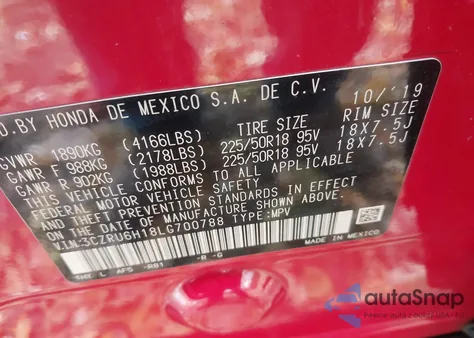 D.BY HONDA DE MEXICO S.A. DE C.V. 10/'19
GVWR 1890KG (4166LBS) TIRE SIZE RIM SIZE
GAWR F 988KG (2178LBS) 225/50R18 95V 18X7.5J
GAWR R 902KG (1988LBS) 225/50R18 95V 18X7.5J
THIS VEHICLE CONFORMS TO ALL APPLICABLE
FEDERAL MOTOR VEHICLE SAFETY
AND THEFT PREVENTION STANDARDS IN EFFECT
ON THE DATE OF MANUFACTURE SHOWN ABOVE.
V.I.N.:3CZRU6H18LG700788 TYPE:MPV
MADE IN MEXICO
autoSnap